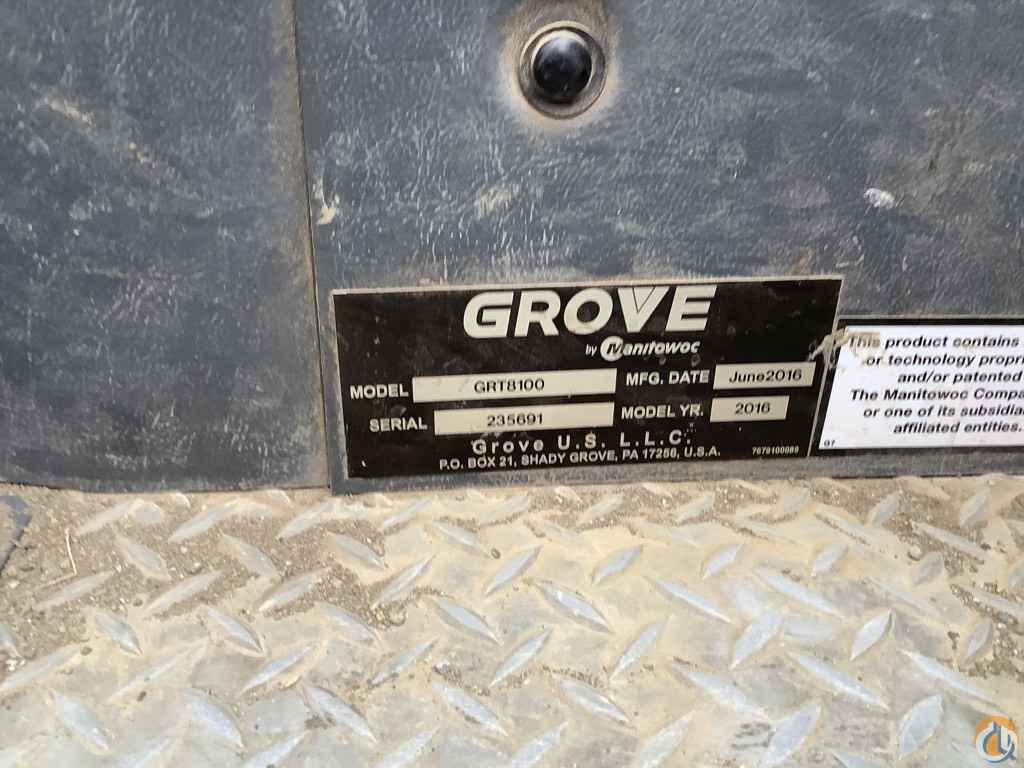 GROVE
by Manitowoc
MODEL GRT8100 MFG. DATE June2016
SERIAL 235691 MODEL YR. 2016
Grove U.S. L.L.C.
P.O. BOX 21, SHADY GROVE, PA 17256, U.S.A.
This product contains
or technology propri
and/or patented
The Manitowoc Compa
or one of its subsidia
affiliated entities.